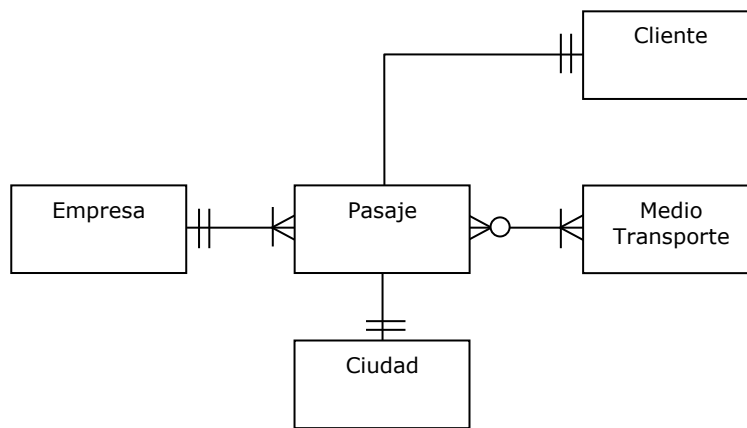 Cliente
Empresa
Pasaje
Medio
Transporte
Ciudad